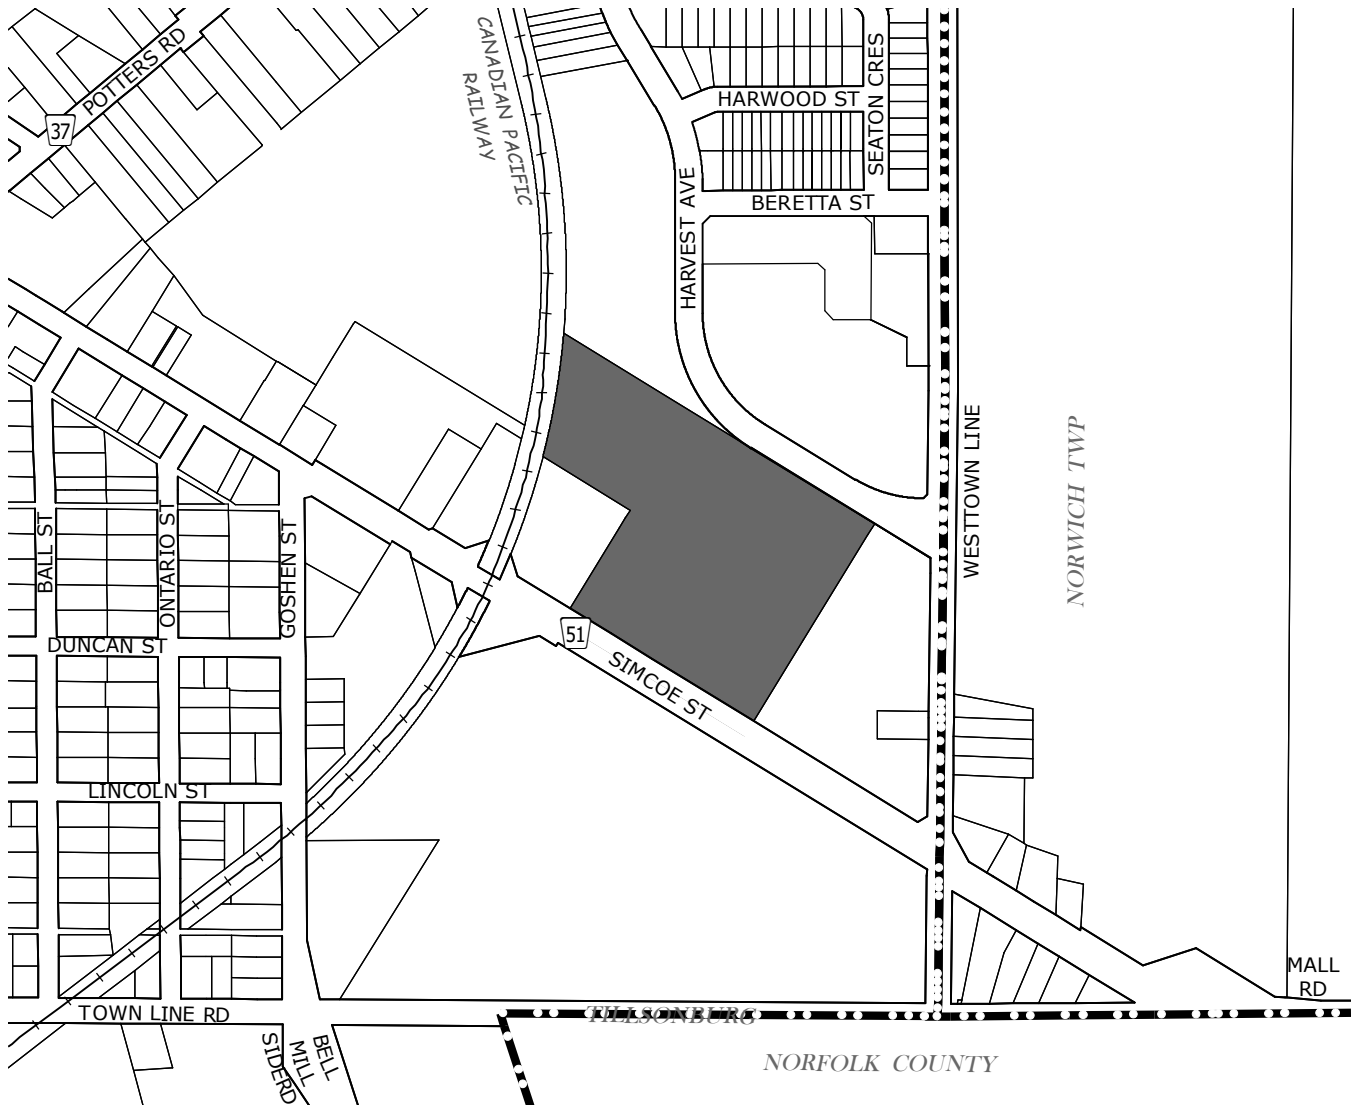 POTTERS RD
37
CANADIAN PACIFIC
RAILWAY
HARWOOD ST
SEATON CRES
BERETTA ST
HARVEST AVE
WESTTOWN LINE
NORWICH TWP
BALL ST
ONTARIO ST
GOSHEN ST
DUNCAN ST
51
SIMCOE ST
LINCOLN ST
MALL
RD
TOWN LINE RD
TILLSONBURG
BELL
MILL
SIDERD
NORFOLK COUNTY